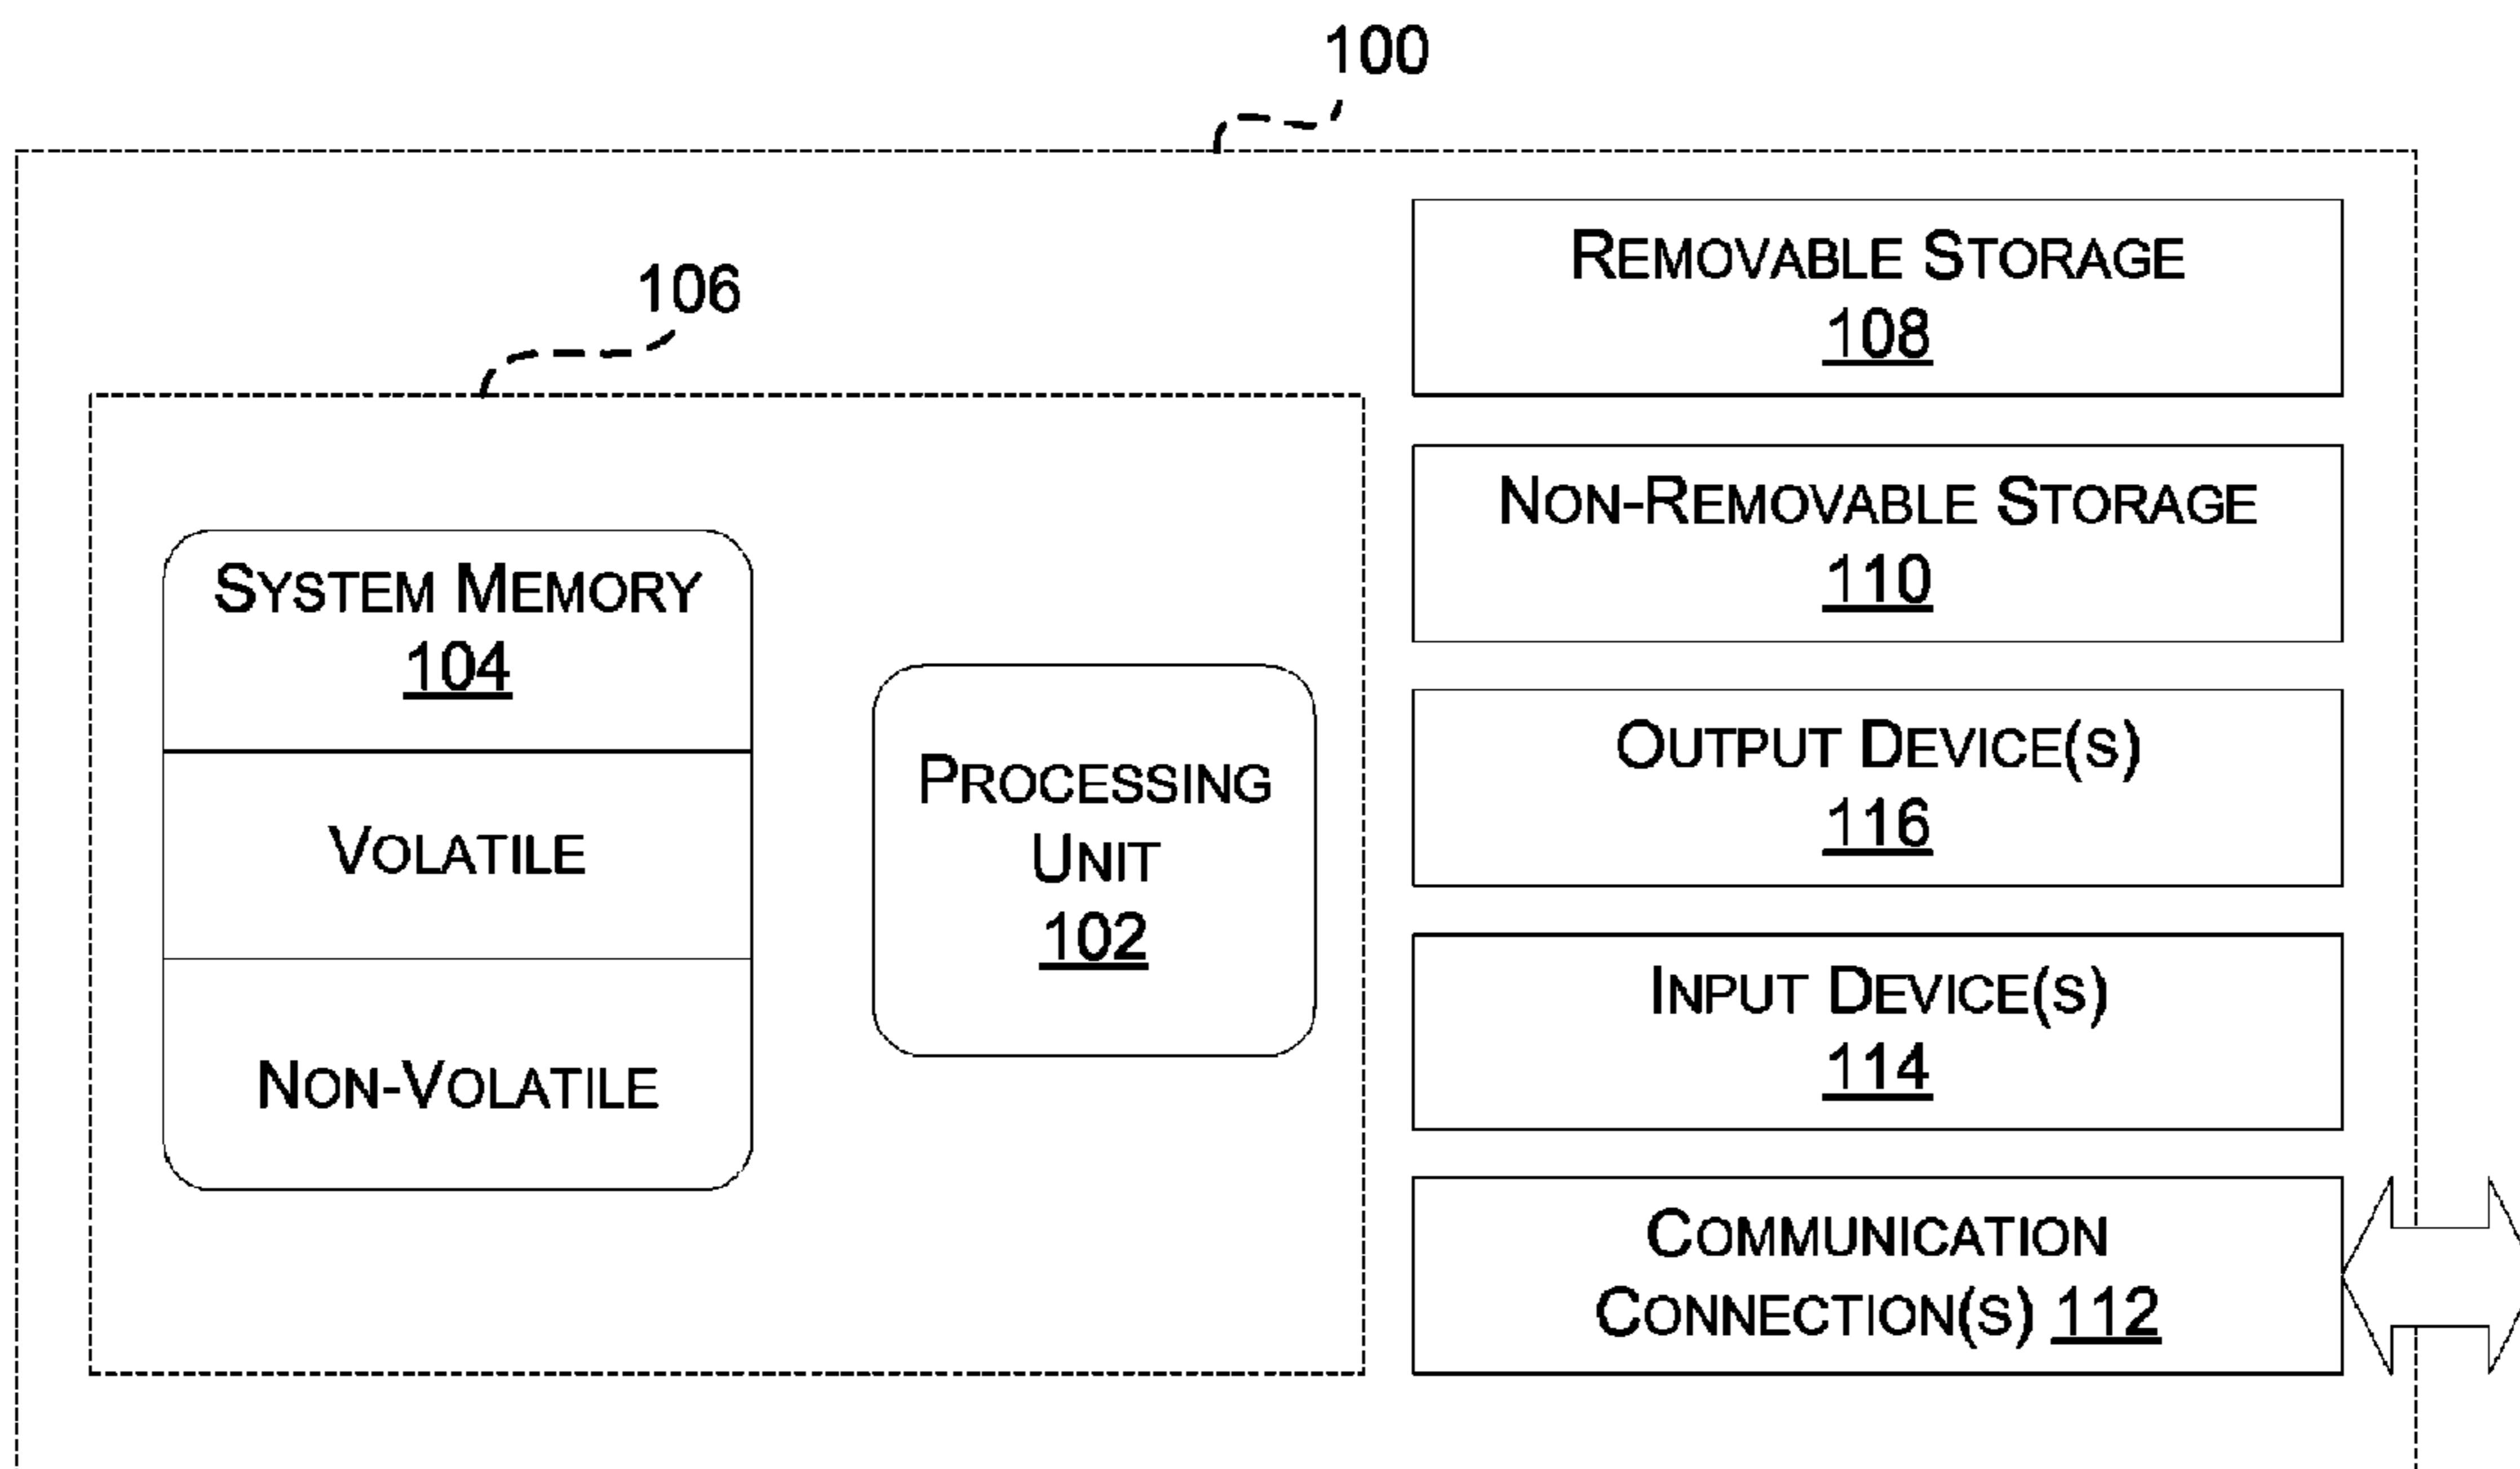 100
106
SYSTEM MEMORY
104
VOLATILE
NON-VOLATILE
PROCESSING
UNIT
102
REMOVABLE STORAGE
108
NON-REMOVABLE STORAGE
110
OUTPUT DEVICE(S)
116
INPUT DEVICE(S)
114
COMMUNICATION
CONNECTION(S) 112